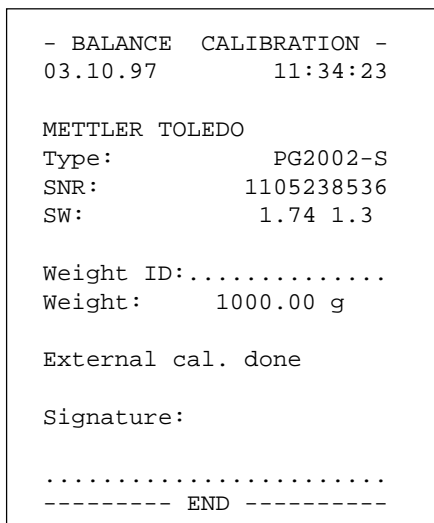 - BALANCE CALIBRATION -
03.10.97 11:34:23
METTLER TOLEDO
Type: PG2002-S
SNR: 1105238536
SW: 1.74 1.3
Weight ID:..............
Weight: 1000.00 g
External cal. done
Signature:
........................
--------- END ----------